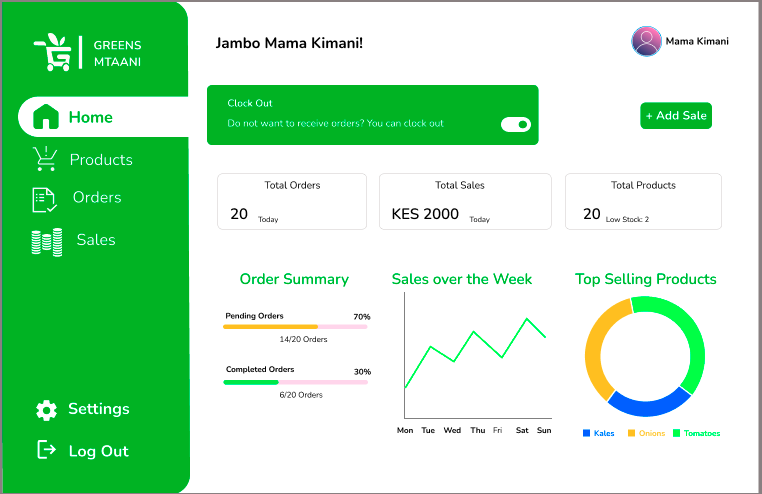 GREENS
MTAANI
Home
Products
Orders
Sales
Settings
Log Out
Jambo Mama Kimani!
Mama Kimani
Clock Out
Do not want to receive orders? You can clock out
+ Add Sale
Total Orders
20 Today
Total Sales
KES 2000 Today
Total Products
20 Low Stock: 2
Order Summary
Pending Orders 70%
14/20 Orders
Completed Orders 30%
6/20 Orders
Sales over the Week
Mon Tue Wed Thu Fri Sat Sun
Top Selling Products
Kales Onions Tomatoes